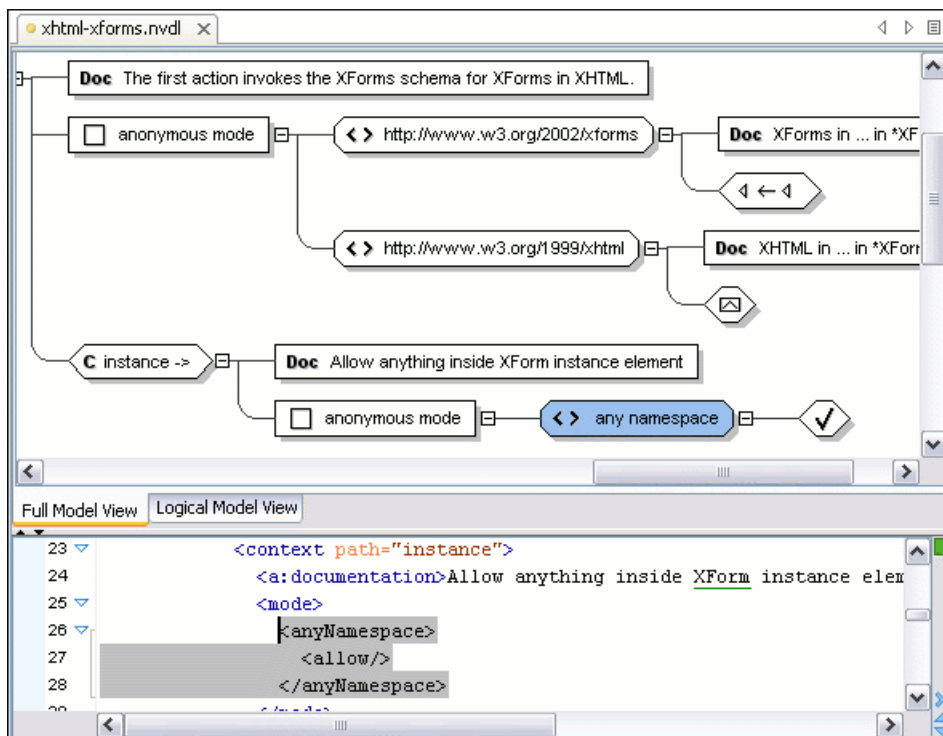 xhtml-xforms.nvdl
Doc The first action invokes the XForms schema for XForms in XHTML.
anonymous mode
< > http://www.w3.org/2002/xforms
Doc XForms in ... in *XF
< > http://www.w3.org/1999/xhtml
Doc XHTML in ... in *XForr
C instance ->
Doc Allow anything inside XForm instance element
anonymous mode
< > any namespace
Full Model View
Logical Model View
23 <context path="instance">
24 <a:documentation>Allow anything inside XForm instance elem
25 <mode>
26 <anyNamespace>
27 <allow/>
28 </anyNamespace>